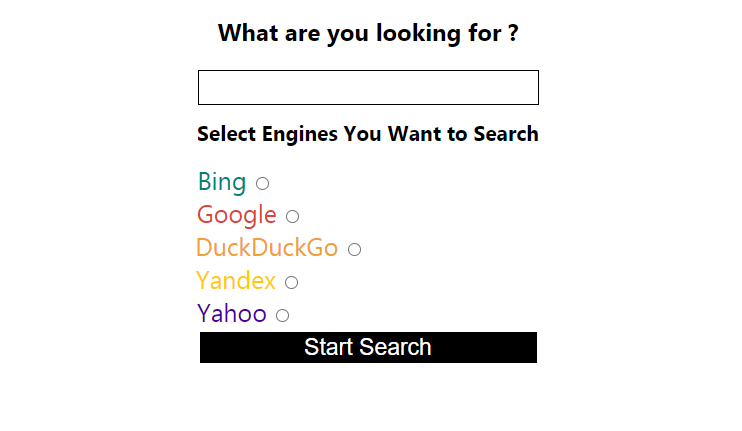 What are you looking for ?
Select Engines You Want to Search
Bing
Google
DuckDuckGo
Yandex
Yahoo
Start Search